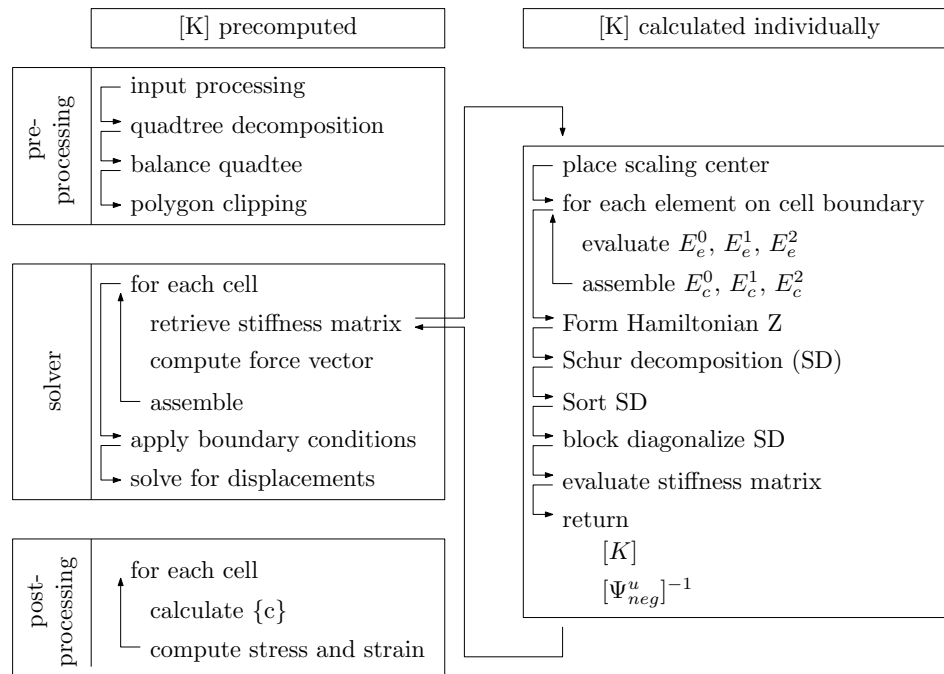 [K] precomputed
pre-
processing
input processing
quadtree decomposition
balance quadtee
polygon clipping
solver
for each cell
retrieve stiffness matrix
compute force vector
assemble
apply boundary conditions
solve for displacements
post-
processing
for each cell
calculate {c}
compute stress and strain
[K] calculated individually
place scaling center
for each element on cell boundary
evaluate $E_e^0$, $E_e^1$, $E_e^2$
assemble $E_c^0$, $E_c^1$, $E_c^2$
Form Hamiltonian Z
Schur decomposition (SD)
Sort SD
block diagonalize SD
evaluate stiffness matrix
return
$[K]$
$[\Psi_{neg}^u]^{-1}$